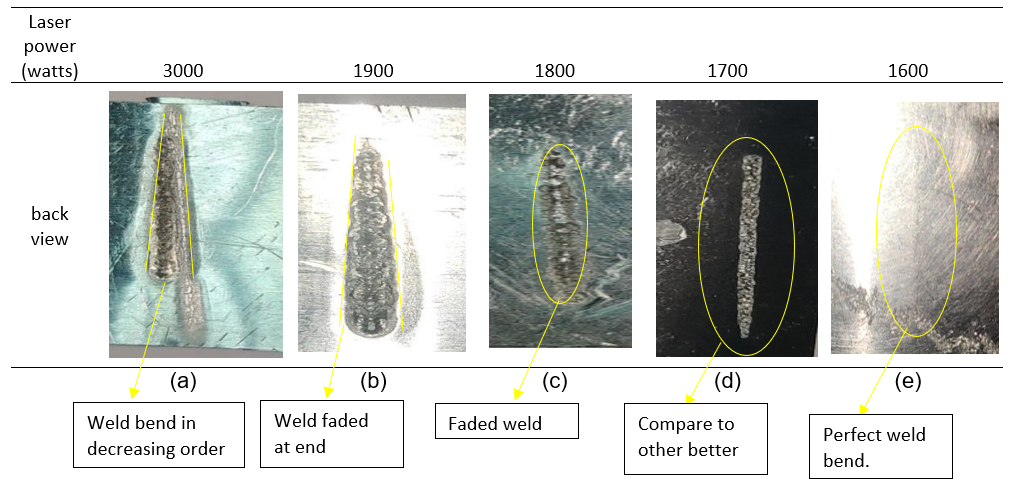 Laser
power
(watts)
3000
1900
1800
1700
1600
back
view
(a)
(b)
(c)
(d)
(e)
Weld bend in
decreasing order
Weld faded
at end
Faded weld
Compare to
other better
Perfect weld
bend.